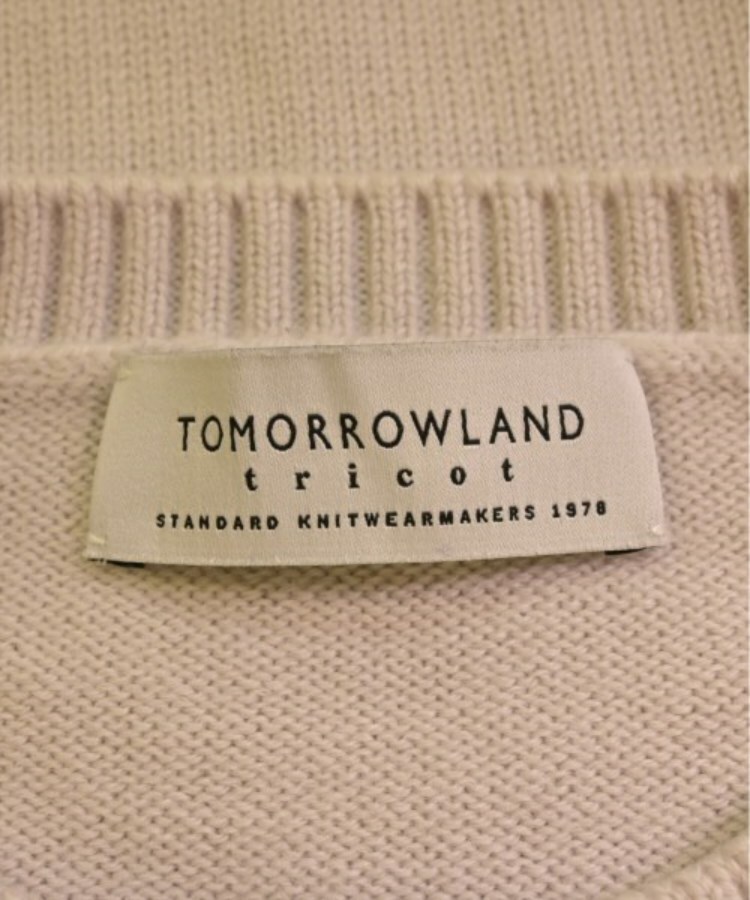 TOMORROWLAND
tricot
STANDARD KNITWEARMAKERS 1978